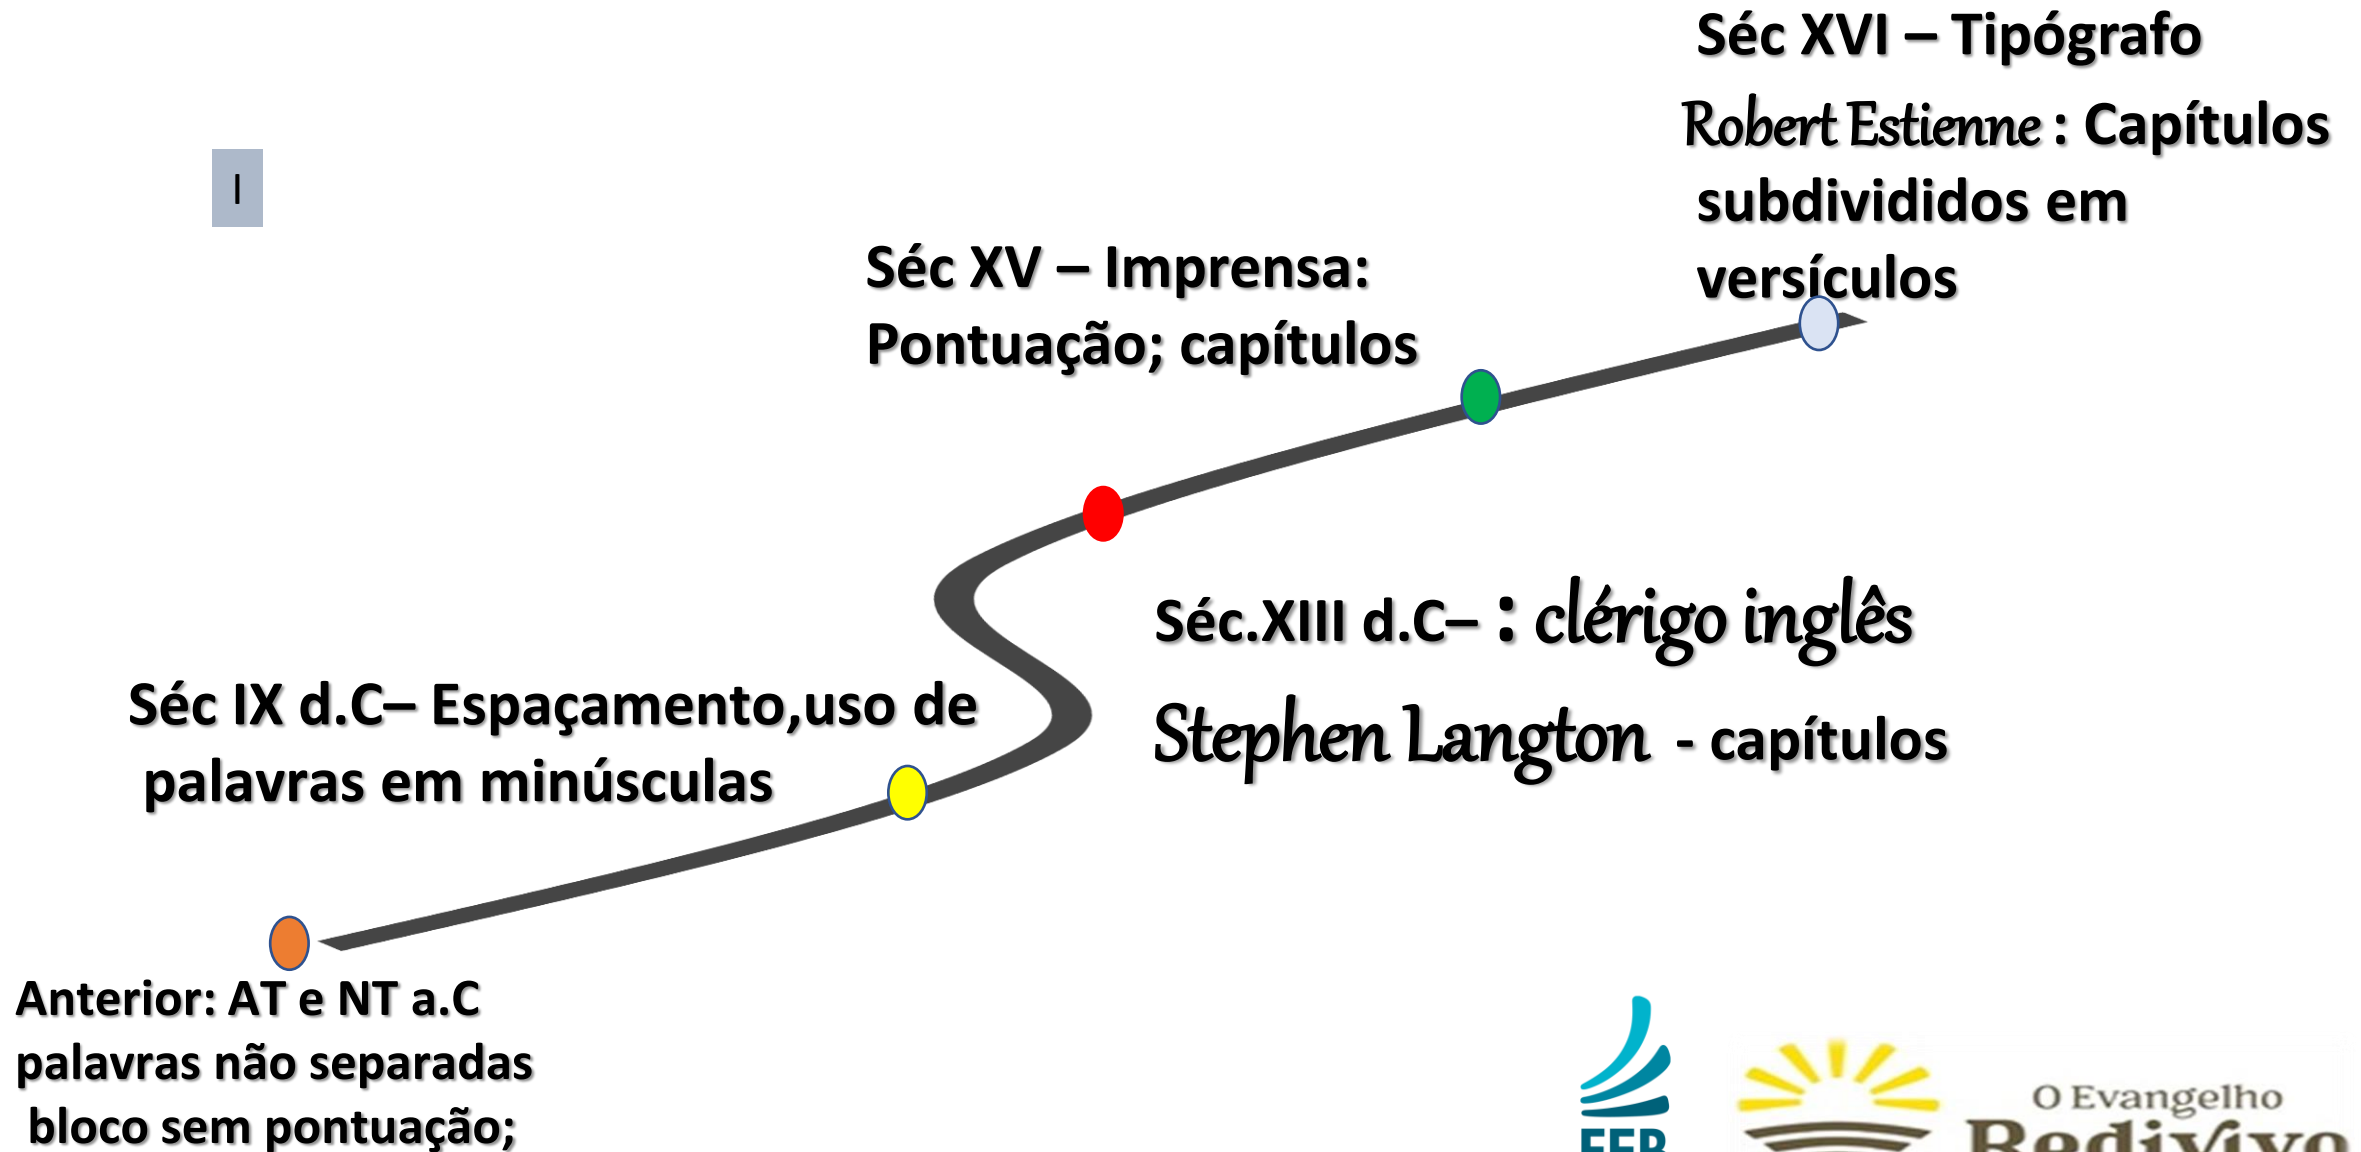 Séc XVI – Tipógrafo
Robert Estienne : Capítulos
subdivididos em
versículos
I
Séc XV – Imprensa:
Pontuação; capítulos
Séc.XIII d.C– : clérigo inglês
Stephen Langton - capítulos
Séc IX d.C– Espaçamento,uso de
palavras em minúsculas
Anterior: AT e NT a.C
palavras não separadas
bloco sem pontuação;
FEB
O Evangelho
Redivivo